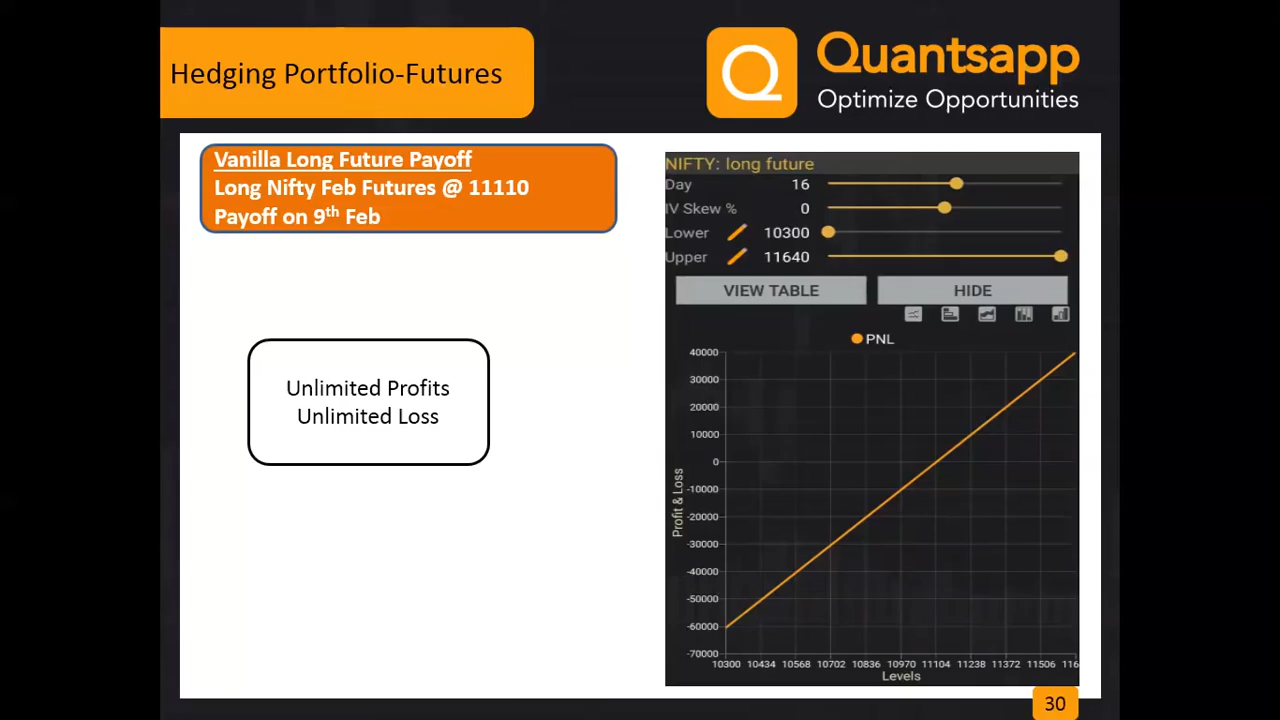 Hedging Portfolio-Futures
Q
Quantsapp
Optimize Opportunities
Vanilla Long Future Payoff
Long Nifty Feb Futures @ 11110
Payoff on 9th Feb
Unlimited Profits
Unlimited Loss
NIFTY: long future
Day 16
IV Skew % 0
Lower 10300
Upper 11640
VIEW TABLE HIDE
PNL
40000
30000
20000
10000
0
-10000
-20000
-30000
-40000
-50000
-60000
-70000
Profit & Loss
10300 10434 10568 10702 10836 10970 11104 11238 11372 11506 116
Levels
30